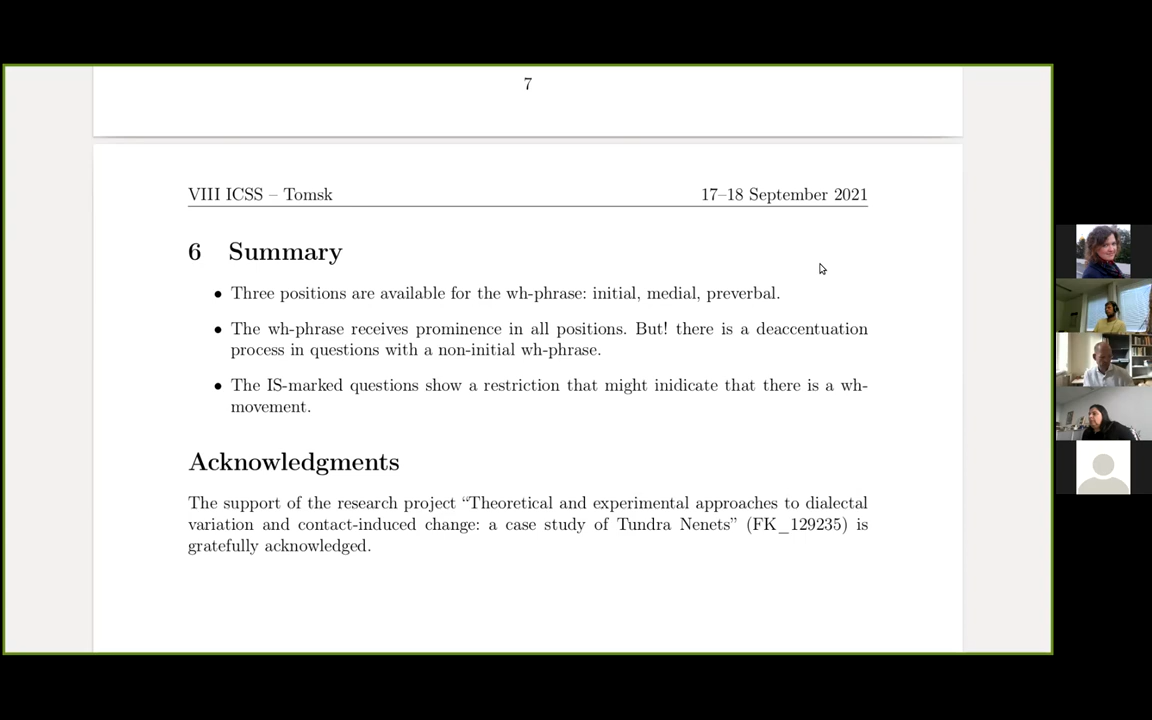 7
VIII ICSS – Tomsk 17–18 September 2021
6 Summary
• Three positions are available for the wh-phrase: initial, medial, preverbal.
• The wh-phrase receives prominence in all positions. But! there is a deaccentuation
process in questions with a non-initial wh-phrase.
• The IS-marked questions show a restriction that might inidicate that there is a wh-
movement.
Acknowledgments
The support of the research project “Theoretical and experimental approaches to dialectal
variation and contact-induced change: a case study of Tundra Nenets” (FK_129235) is
gratefully acknowledged.